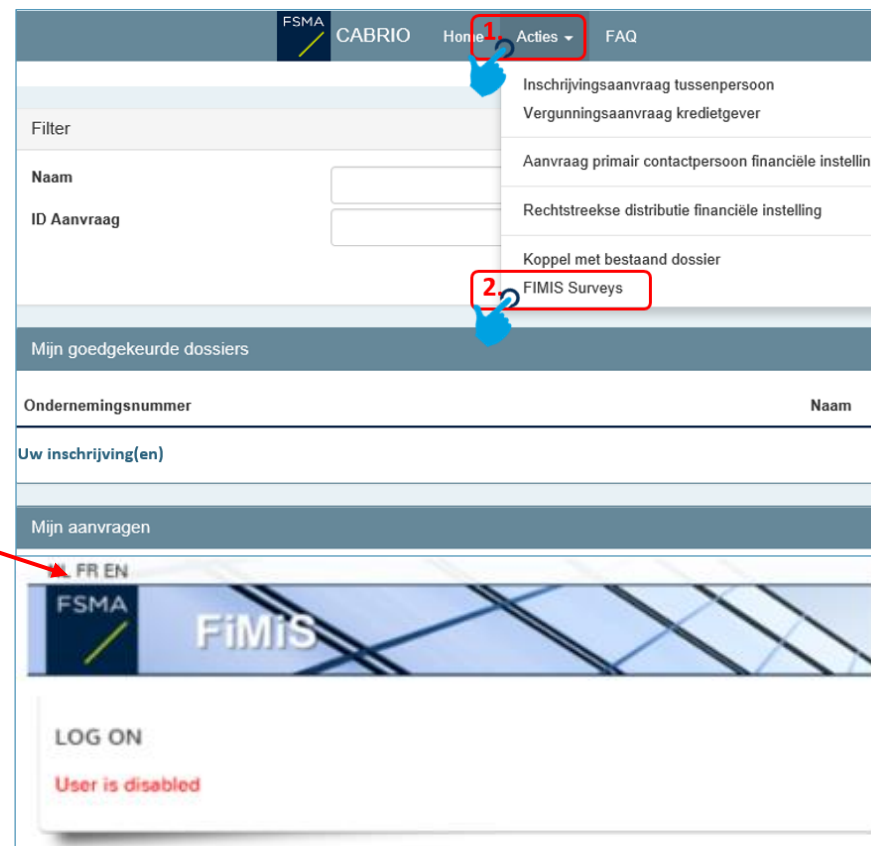 FSMA
CABRIO Home Acties FAQ
1.
Inschrijvingsaanvraag tussenpersoon
Vergunningsaanvraag kredietgever
Filter
Aanvraag primair contactpersoon financiële
Naam
ID Aanvraag
Rechtstreekse distributie financiële instelling
Koppel met bestaand dossier
2.
FIMIS Surveys
Mijn goedgekeurde dossiers
Ondernemingsnummer Naam
Uw inschrijving(en)
Mijn aanvragen
FR EN
FSMA
FiMiS
LOG ON
User is disabled